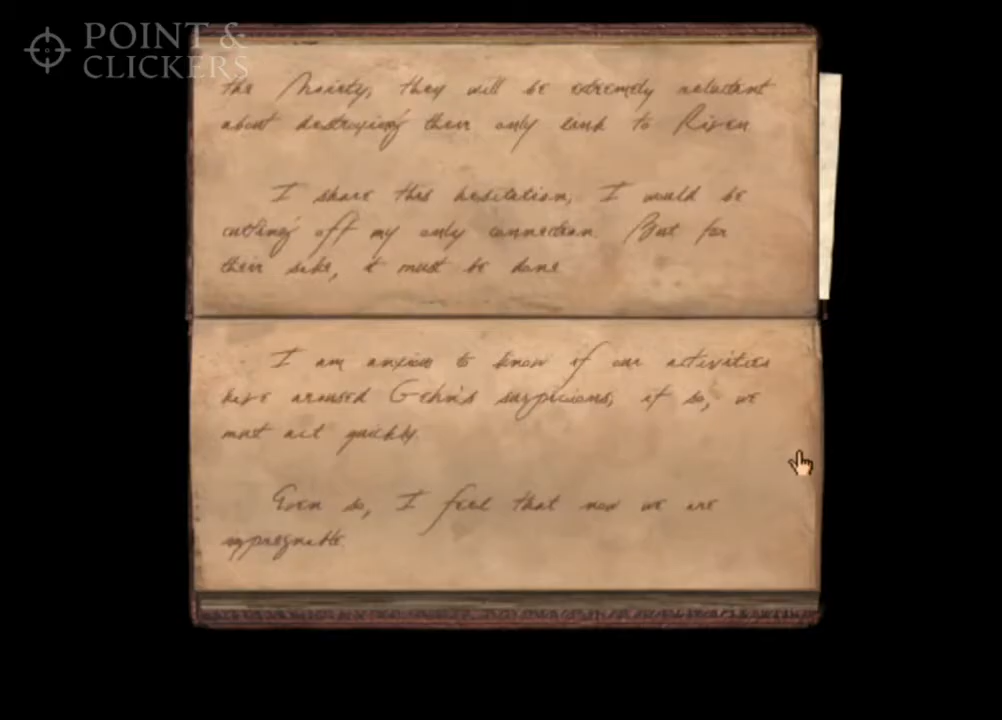 POINT &
CLICKERS
the Moiety, they will be extremely reluctant
about destroying their only link to Riven
I share this hesitation; I would be
cutting off my only connection. But for
their sake, it must be done
I am anxious to know if our activities
have aroused Gehn's suspicions; if so, we
must act quickly.
Even so, I feel that now we are
impregnable.